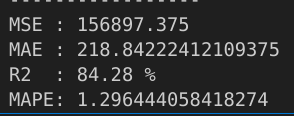 ------------------
MSE : 156897.375
MAE : 218.84222412109375
R2  : 84.28 %
MAPE: 1.296444058418274